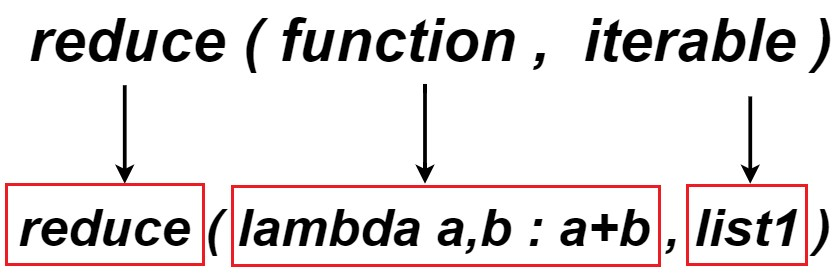 reduce ( function , iterable )
reduce ( lambda a,b : a+b , list1 )